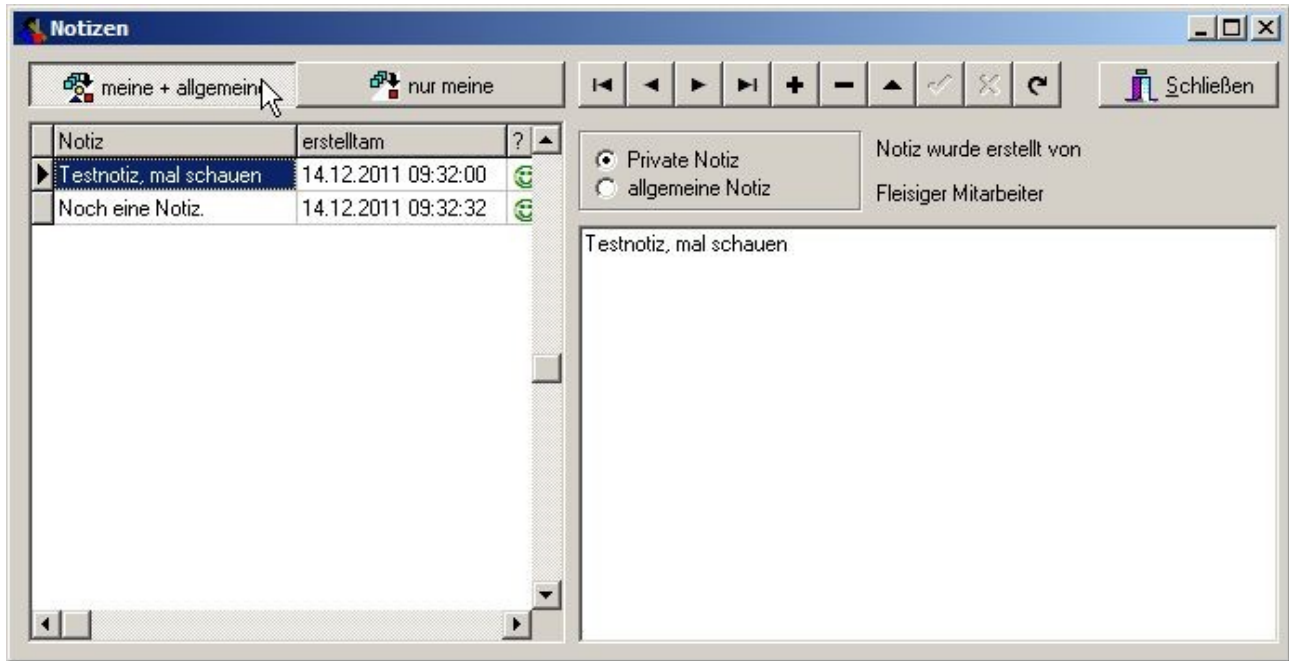 Notizen
meine + allgemein
nur meine
Schließen
Notiz erstelltam ?
Testnotiz, mal schauen 14.12.2011 09:32:00
Noch eine Notiz. 14.12.2011 09:32:32
Private Notiz
allgemeine Notiz
Notiz wurde erstellt von
Fleisiger Mitarbeiter
Testnotiz, mal schauen